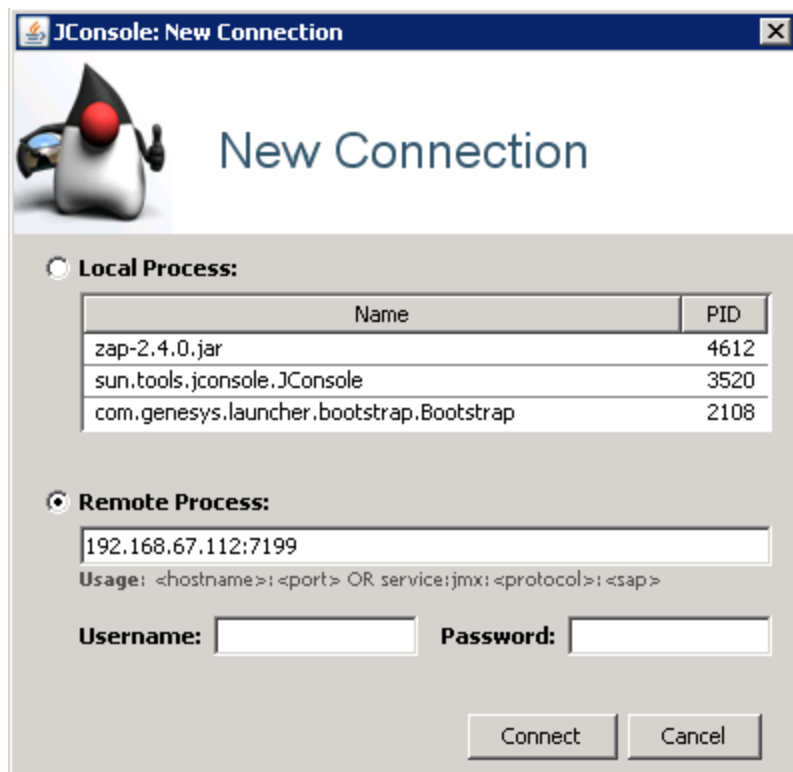 JConsole: New Connection
New Connection
Local Process:
Name PID
zap-2.4.0.jar 4612
sun.tools.jconsole.JConsole 3520
com.genesys.launcher.bootstrap.Bootstrap 2108
Remote Process:
192.168.67.112:7199
Usage: <hostname>:<port> OR service:jmx:<protocol>:<sap>
Username: Password:
Connect Cancel